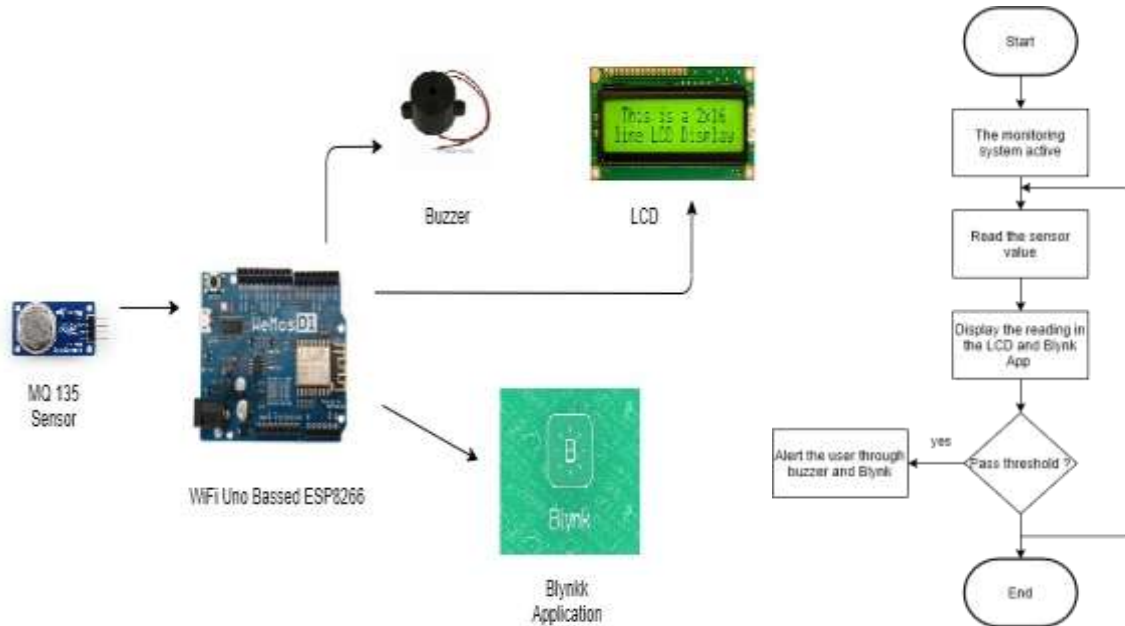 This is a 2x16
line LCD Display
Buzzer
LCD
WeMos D1
MQ 135
Sensor
WiFi Uno Bassed ESP8266
Blynk
Blynkk
Application
Start
The monitoring
system active
Read the sensor
value
Display the reading in
the LCD and Blynk
App
Pass threshold ?
yes
Alert the user through
buzzer and Blynk
End